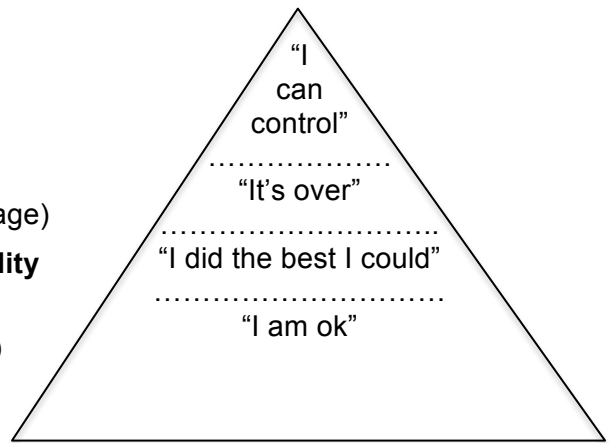 “I
can
control”
……………….
“It’s over”
age)
………………………..
lity
“I did the best I could”
…………………………
“I am ok”
)